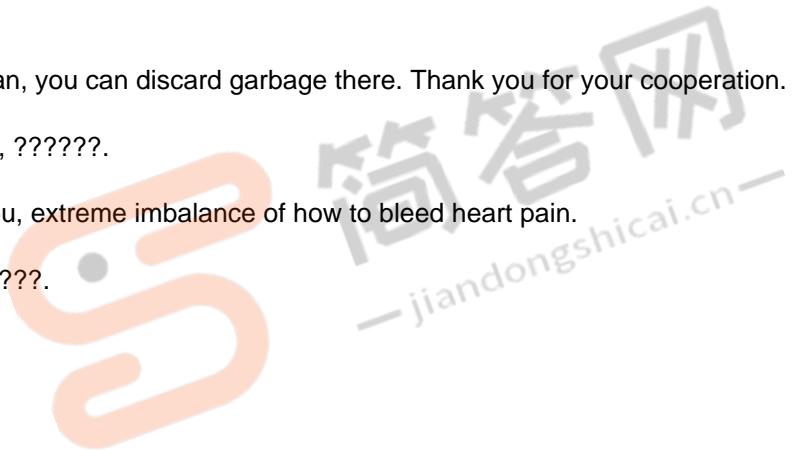 an, you can discard garbage there. Thank you for your cooperation.
, ??????.
u, extreme imbalance of how to bleed heart pain.
???.
简答网
jiandongshicai.cn